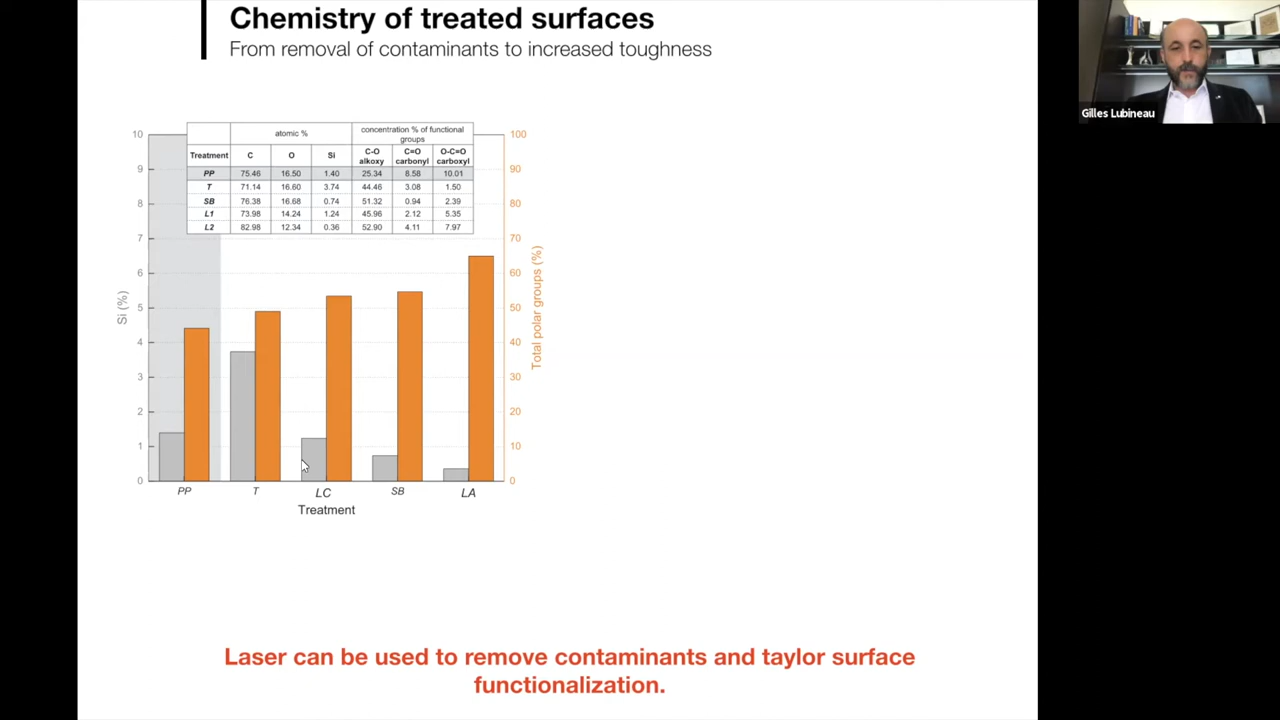 Chemistry of treated surfaces
From removal of contaminants to increased toughness
Gilles Lubineau
atomic %
concentration % of functional
groups
Treatment C O Si C-O alkoxy C=O carbonyl O-C=O carboxyl
PP 75.46 16.50 1.40 25.34 8.58 10.01
T 71.14 16.60 3.74 44.46 3.08 1.50
SB 76.38 16.68 0.74 51.32 0.94 2.39
L1 73.98 14.24 1.24 45.96 2.12 5.35
L2 82.98 12.34 0.36 52.90 4.11 7.97
10
9
8
7
6
5
4
3
2
1
0
Si (%)
100
90
80
70
60
50
40
30
20
10
0
Total polar groups (%)
PP T LC SB LA
Treatment
Laser can be used to remove contaminants and taylor surface
functionalization.